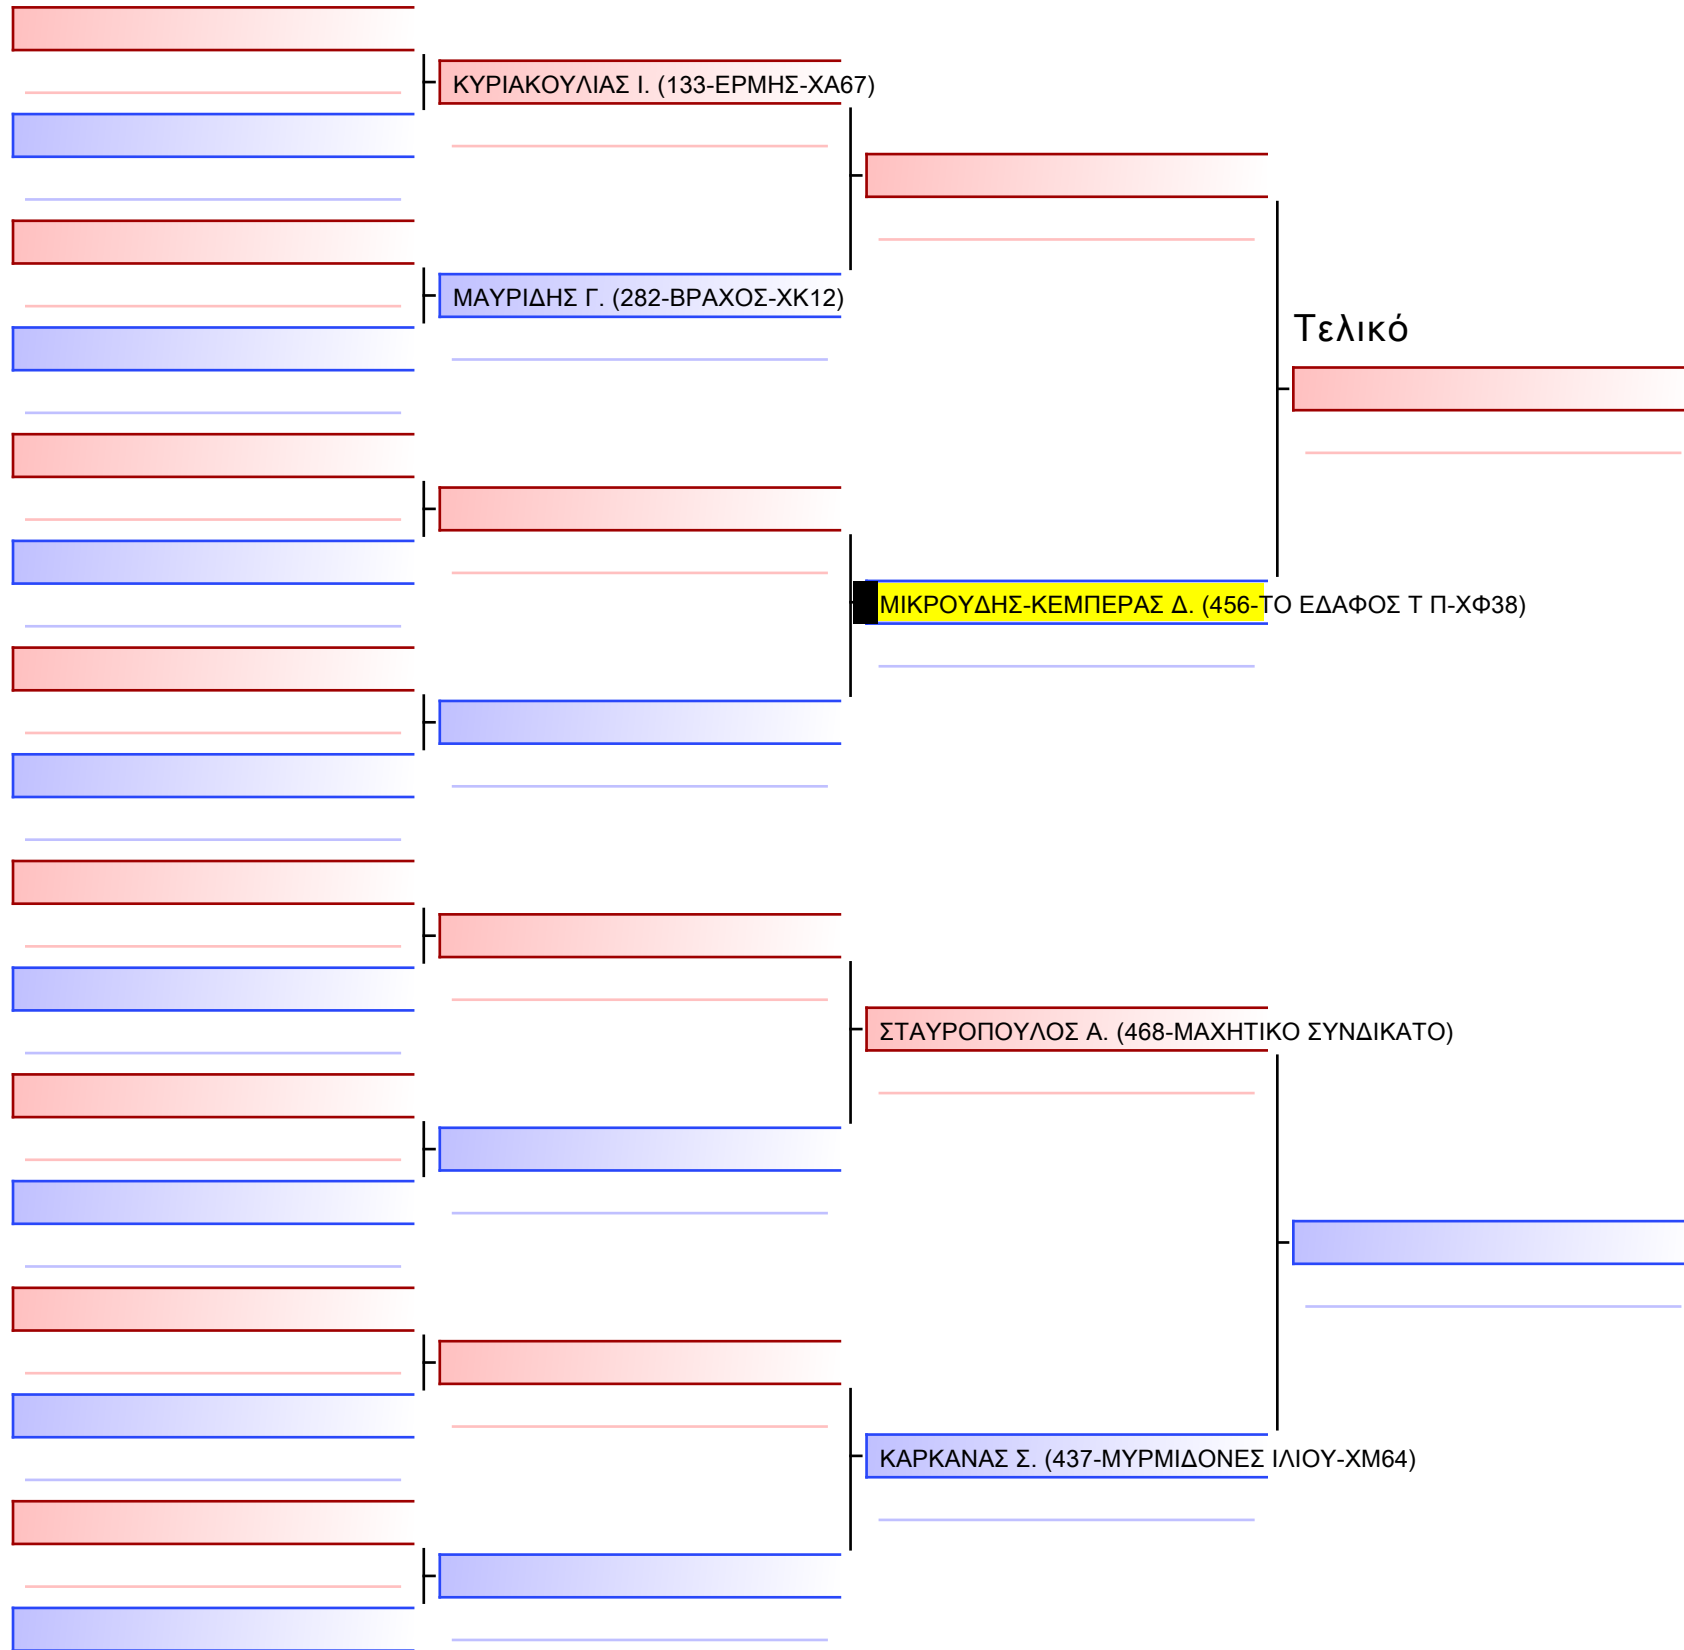 ΚΥΡΙΑΚΟΥΛΙΑΣ Ι. (133-ΕΡΜΗΣ-ΧΑ67)
ΜΑΥΡΙΔΗΣ Γ. (282-ΒΡΑΧΟΣ-ΧΚ12)
Τελικό
ΜΙΚΡΟΥΔΗΣ-ΚΕΜΠΕΡΑΣ Δ. (456-ΤΟ ΕΔΑΦΟΣ Τ Π-ΧΦ38)
ΣΤΑΥΡΟΠΟΥΛΟΣ Α. (468-ΜΑΧΗΤΙΚΟ ΣΥΝΔΙΚΑΤΟ)
ΚΑΡΚΑΝΑΣ Σ. (437-ΜΥΡΜΙΔΟΝΕΣ ΙΛΙΟΥ-ΧΜ64)